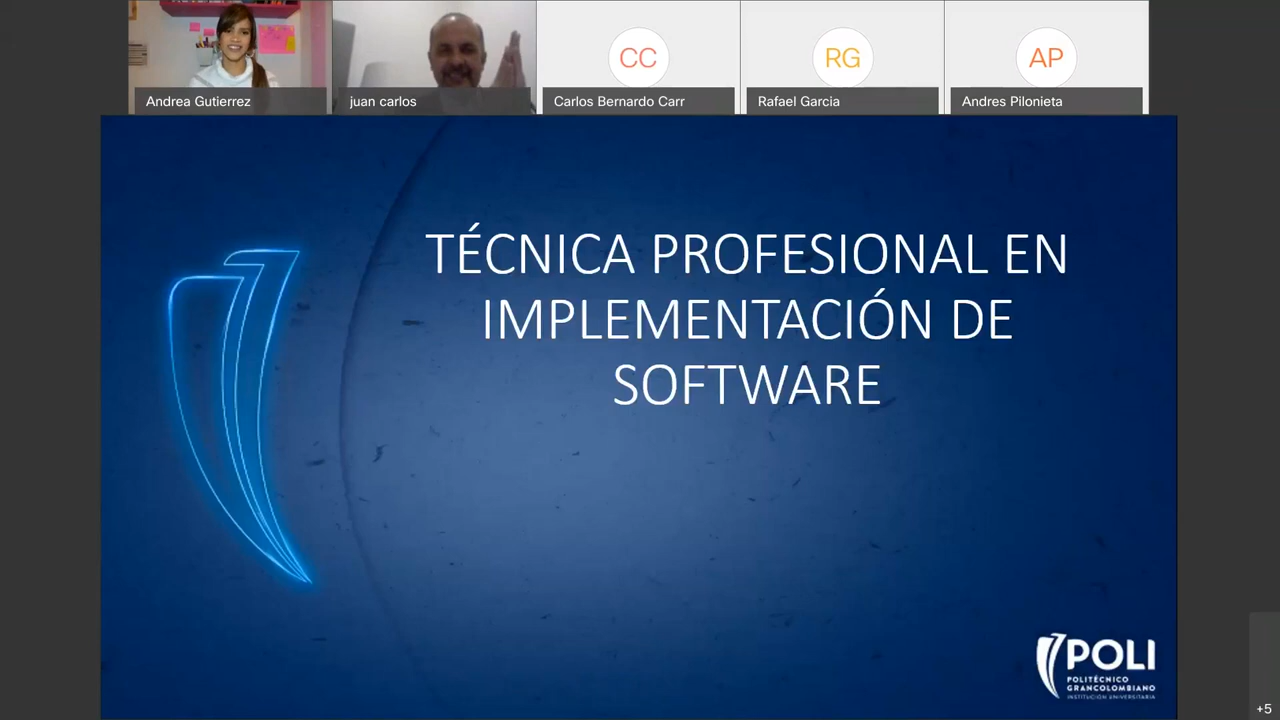 CC
RG
AP
Andrea Gutierrez
juan carlos
Carlos Bernardo Carr
Rafael Garcia
Andres Pilonieta
TÉCNICA PROFESIONAL EN
IMPLEMENTACIÓN DE
SOFTWARE
POLI
POLITÉCNICO
GRANCOLOMBIANO
INSTITUCIÓN UNIVERSITARIA
+5